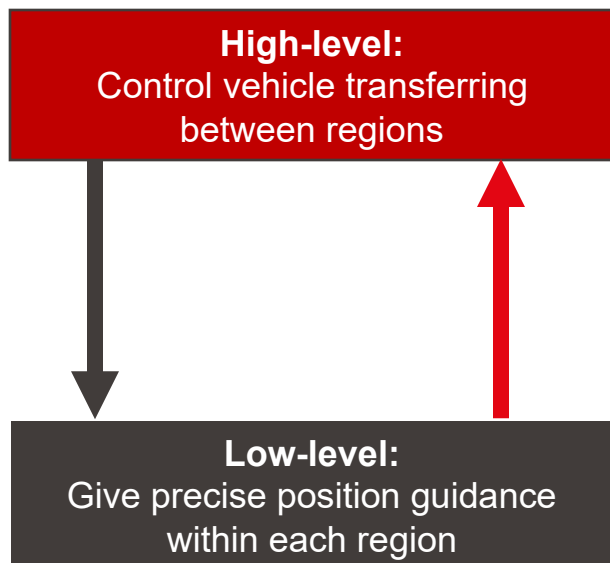 High-level:
Control vehicle transferring
between regions
Low-level:
Give precise position guidance
within each region